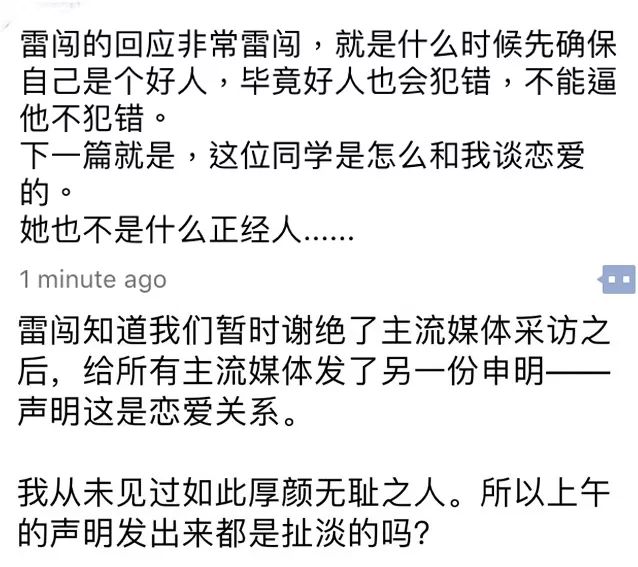 雷闯的回应非常雷闯，就是什么时候先确保
自己是个好人，毕竟好人也会犯错，不能逼
他不犯错。
下一篇就是，这位同学是怎么和我谈恋爱
的。
她也不是什么正经人......
1 minute ago
雷闯知道我们暂时谢绝了主流媒体采访之
后，给所有主流媒体发了另一份申明——
声明这是恋爱关系。
我从未见过如此厚颜无耻之人。所以上午
的声明发出来都是扯淡的吗？